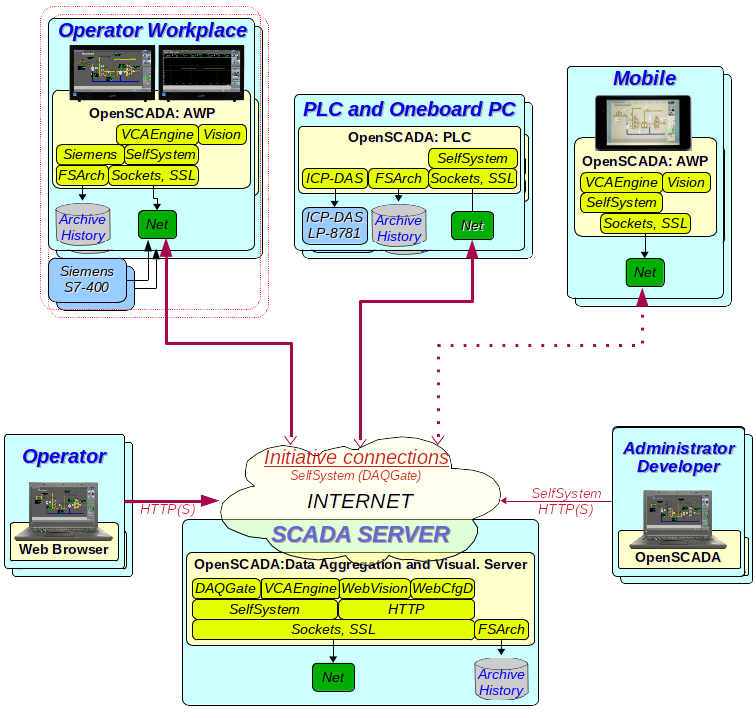 Operator Workplace
OpenSCADA: AWP
VCAEngine
Vision
Siemens
SelfSystem
FSArch
Sockets, SSL
Archive
History
Net
Siemens
S7-400
PLC and Oneboard PC
OpenSCADA: PLC
SelfSystem
ICP-DAS
FSArch
Sockets, SSL
ICP-DAS
LP-8781
Archive
History
Net
Mobile
OpenSCADA: AWP
VCAEngine
Vision
SelfSystem
Sockets, SSL
Net
Operator
Web Browser
HTTP(S)
Initiative connections
SelfSystem (DAQGate)
INTERNET
SCADA SERVER
SelfSystem
HTTP(S)
Administrator
Developer
OpenSCADA
OpenSCADA:Data Aggregation and Visual. Server
DAQGate
VCAEngine
WebVision
WebCfgD
SelfSystem
HTTP
Sockets, SSL
FSArch
Net
Archive
History